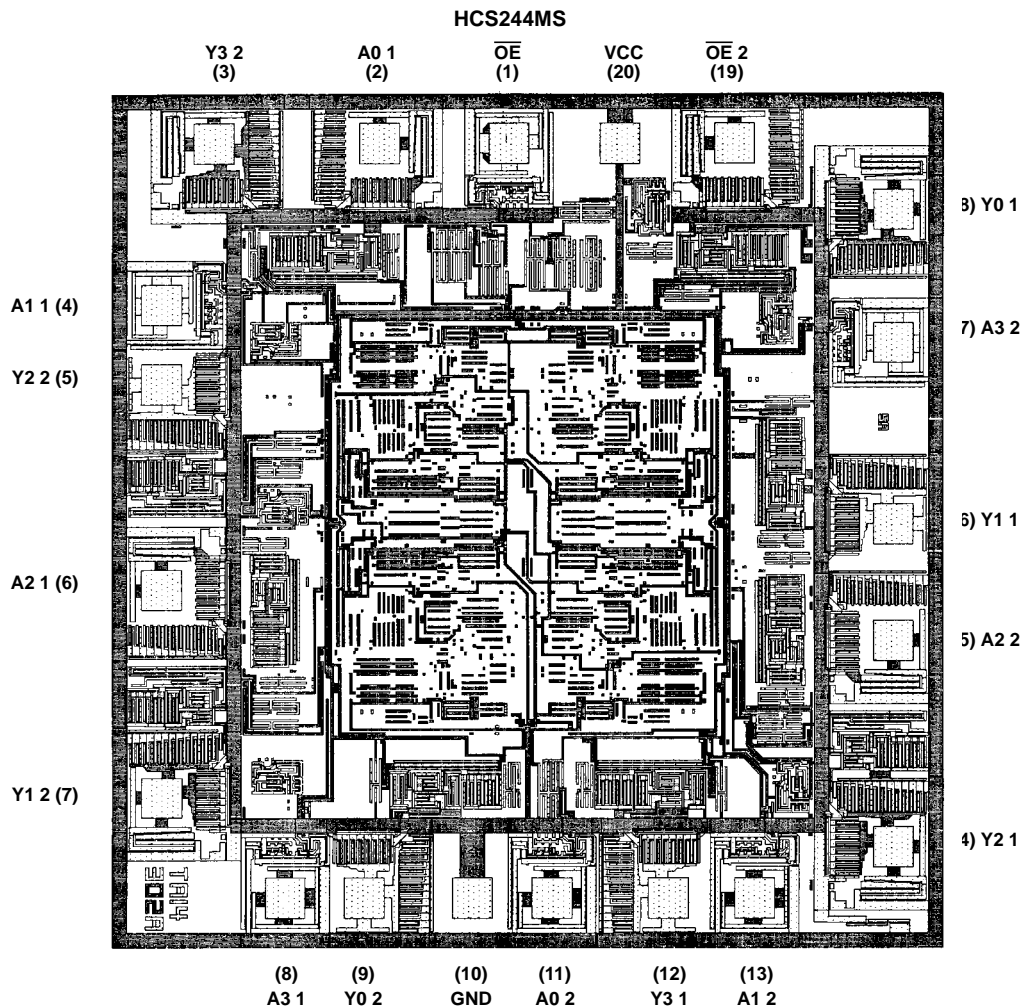 HCS244MS
Y3 2
(3)
A0 1
(2)
OE
(1)
VCC
(20)
OE 2
(19)
8) Y0 1
A1 1 (4)
7) A3 2
Y2 2 (5)
6) Y1 1
A2 1 (6)
5) A2 2
Y1 2 (7)
4) Y2 1
TA14
302A
(8)
A3 1
(9)
Y0 2
(10)
GND
(11)
A0 2
(12)
Y3 1
(13)
A1 2